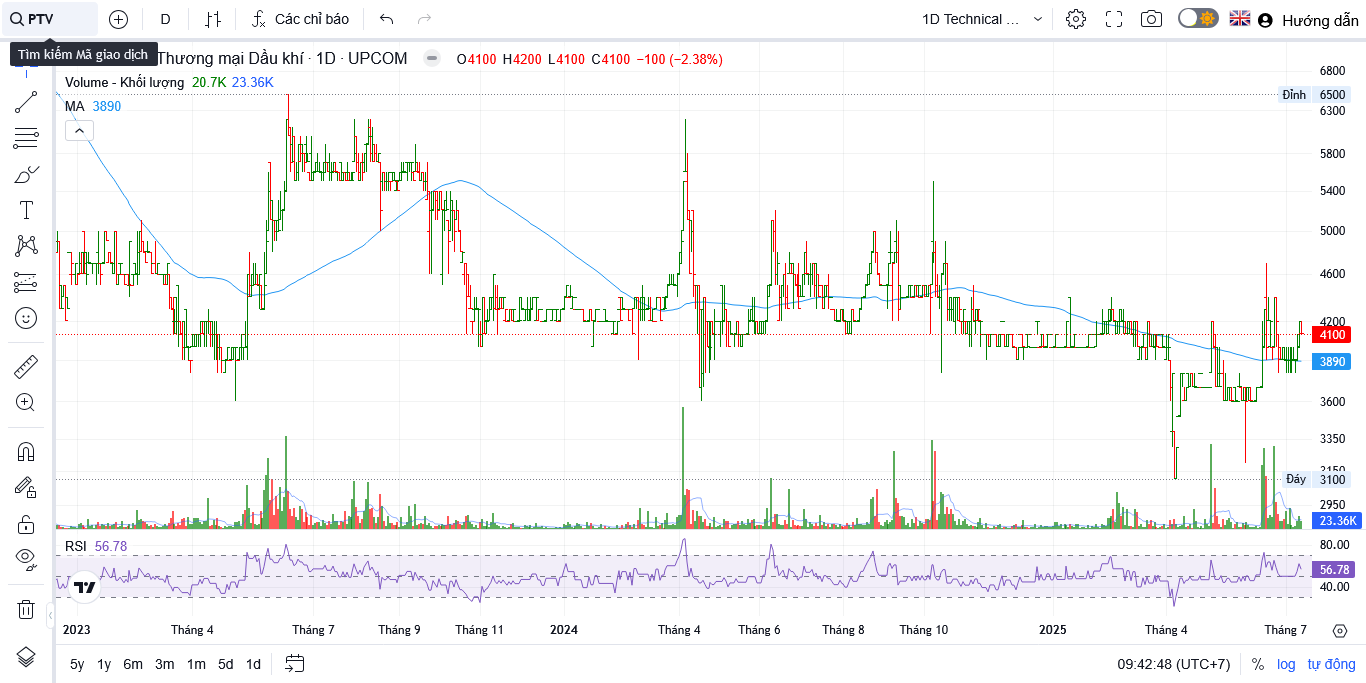 PTV D Các chỉ báo 1D Technical ... Hướng dẫn
Tìm kiếm Mã giao dịch
Thương mại Dầu khí · 1D · UPCOM O4100 H4200 L4100 C4100 −100 (−2.38%)
Volume - Khối lượng 20.7K 23.36K
MA 3890
6800
Đỉnh 6500
6300
5800
5400
5000
4600
4200
4100
3890
3600
3350
3150
Đáy 3100
2950
23.36K
RSI 56.78
80.00
56.78
40.00
2023 Tháng 4 Tháng 7 Tháng 9 Tháng 11 2024 Tháng 4 Tháng 6 Tháng 8 Tháng 10 2025 Tháng 4 Tháng 7
5y 1y 6m 3m 1m 5d 1d 09:42:48 (UTC+7) % log tự động